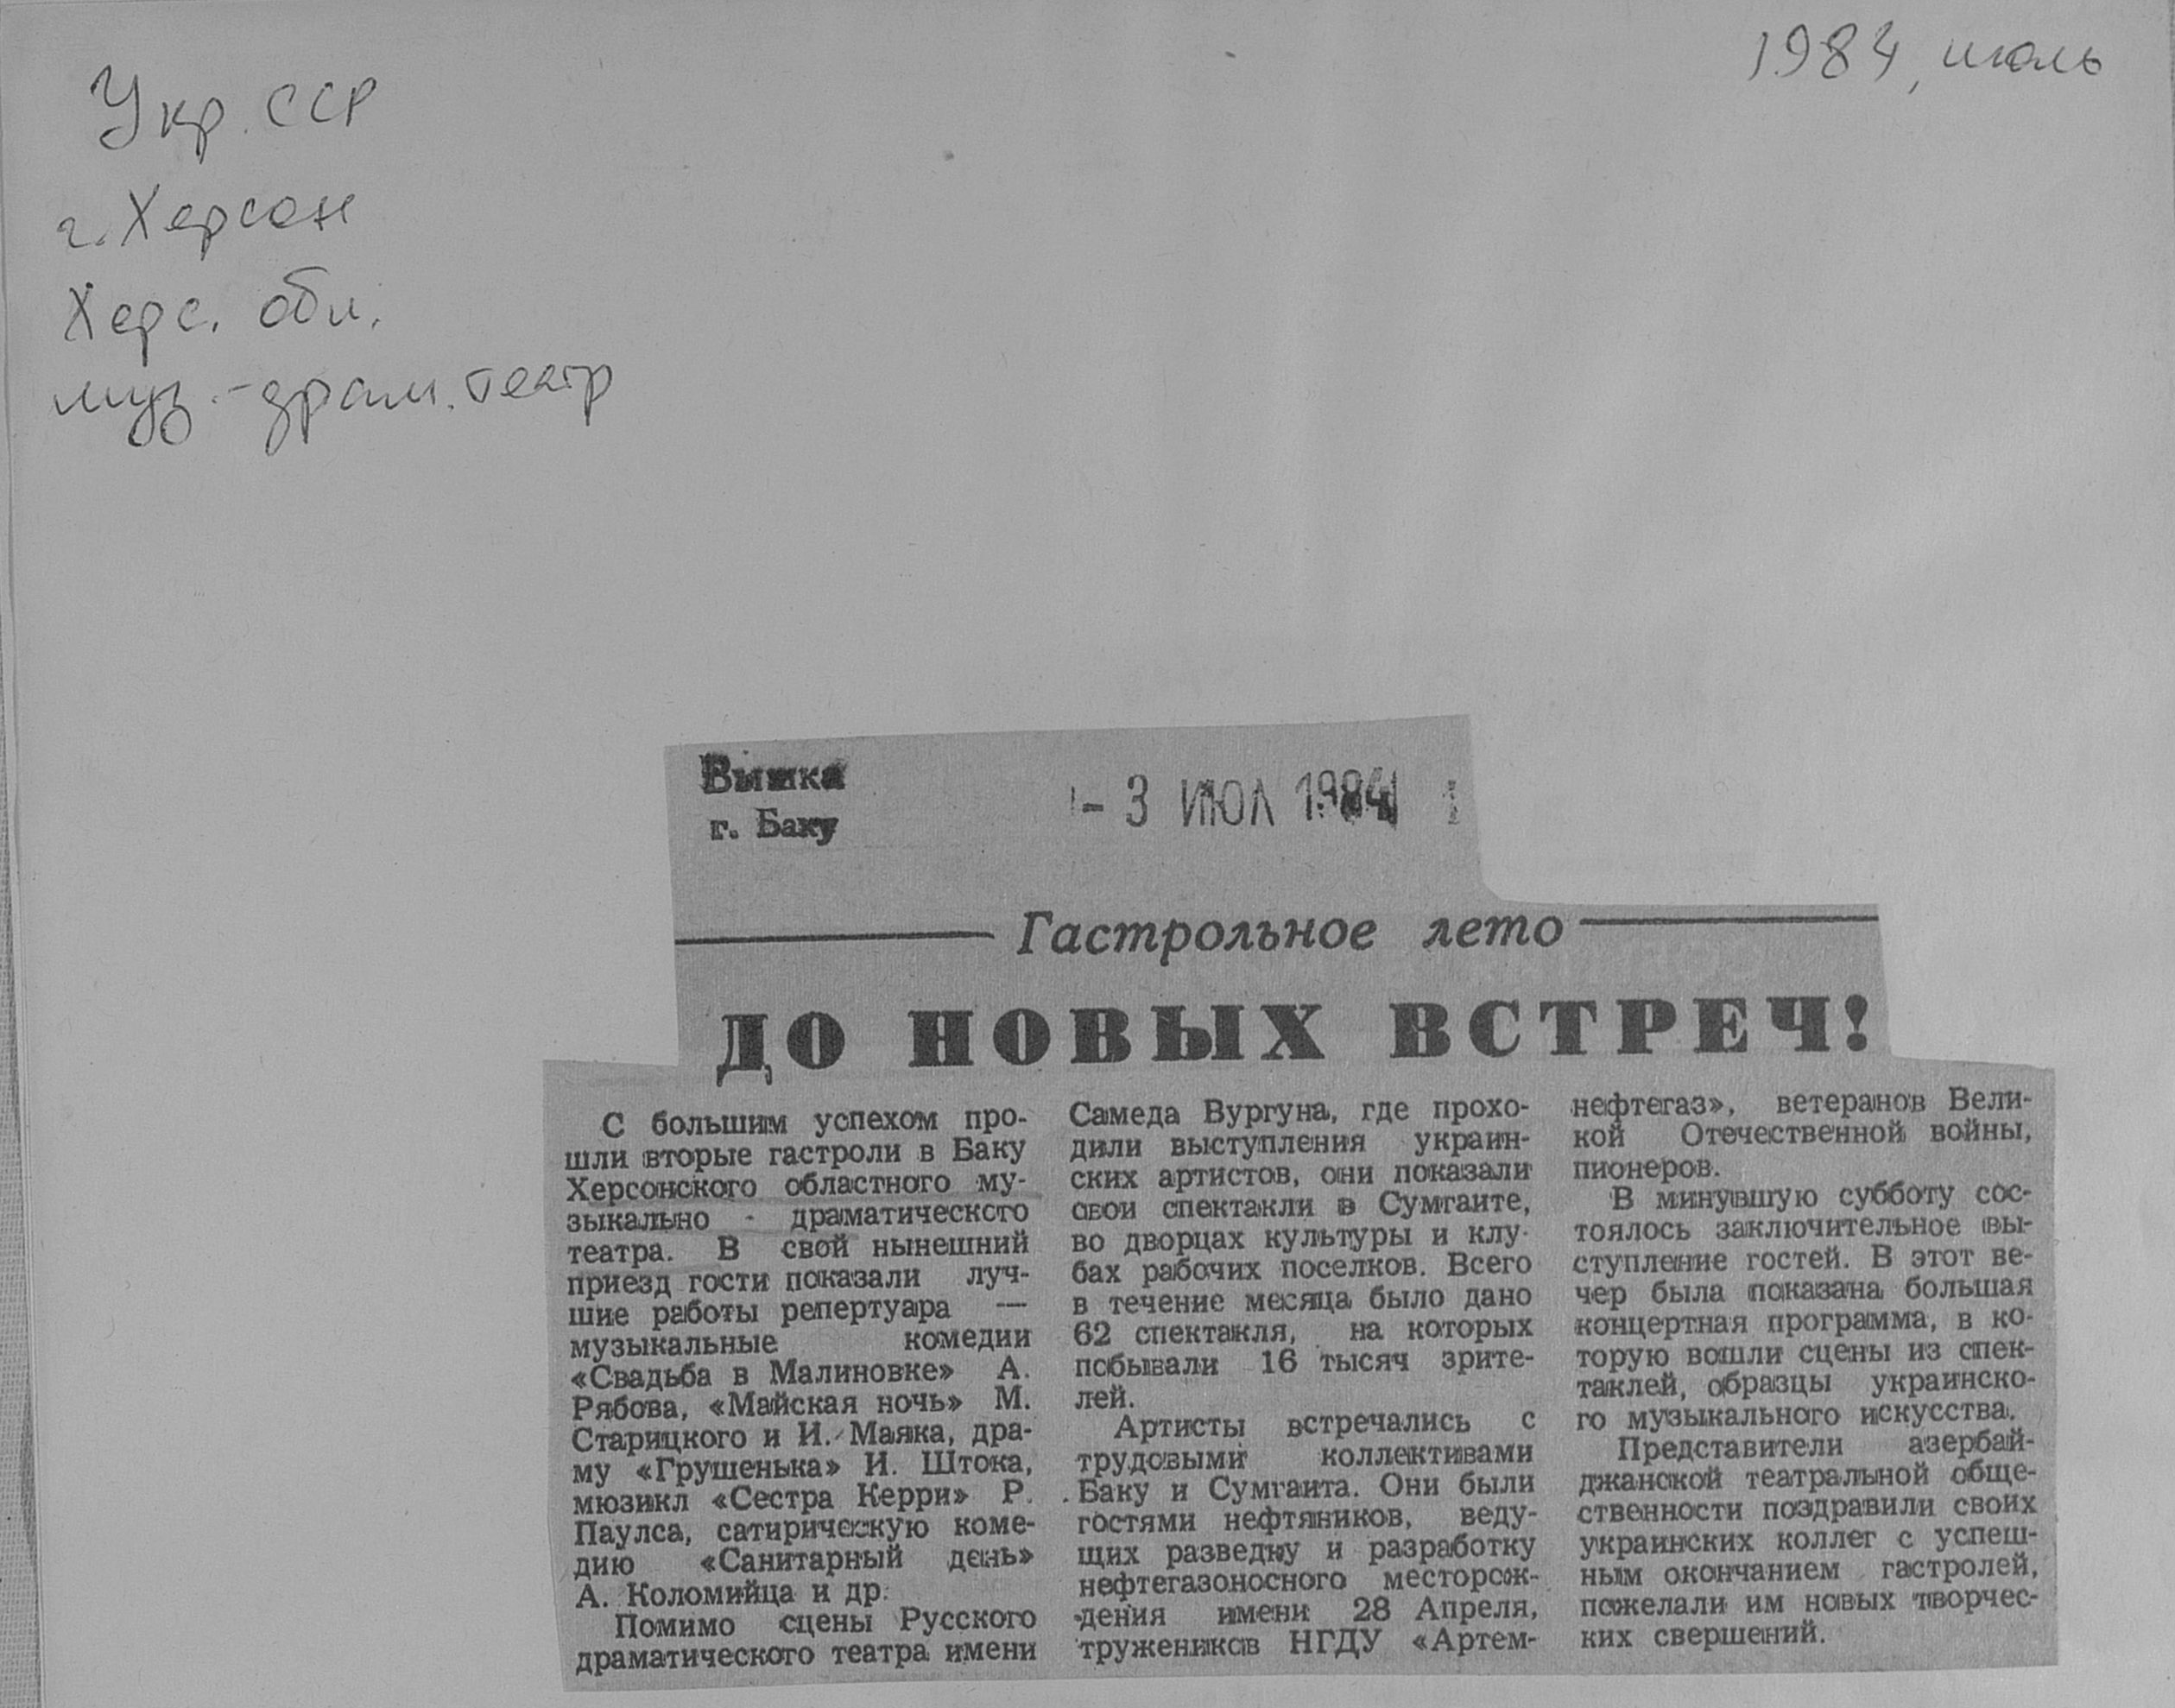 Укр. ССР
г. Херсон
Херс. обл.
муз.-драм. театр
1984, июль
Вышка
г. Баку
- 3 ИЮЛ 1984
Гастрольное лето
ДО НОВЫХ ВСТРЕЧ!
С большим успехом про-
шли вторые гастроли в Баку
Херсонского областного му-
зыкально - драматического
театра. В свой нынешний
приезд гости показали луч-
шие работы репертуара —
музыкальные комедии
«Свадьба в Малиновке» А.
Рябова, «Майская ночь» М.
Старицкого и И. Маяка, дра-
му «Грушенька» И. Штока,
мюзикл «Сестра Керри» Р.
Паулса, сатирическую коме-
дию «Санитарный день»
А. Коломийца и др.
Помимо сцены Русского
драматического театра имени
Самеда Вургуна, где прохо-
дили выступления украин-
ских артистов, они показали
свои спектакли в Сумгаите,
во дворцах культуры и клу-
бах рабочих поселков. Всего
в течение месяца было дано
62 спектакля, на которых
побывали 16 тысяч зрите-
лей.
Артисты встречались с
трудовыми коллективами
Баку и Сумгаита. Они были
гостями нефтяников, веду-
щих разведку и разработку
нефтегазоносного месторож-
дения имени 28 Апреля,
тружеников НГДУ «Артем-
нефтегаз», ветеранов Вели-
кой Отечественной войны,
пионеров.
В минувшую субботу сос-
тоялось заключительное вы-
ступление гостей. В этот ве-
чер была показана большая
концертная программа, в ко-
торую вошли сцены из спек-
таклей, образцы украинско-
го музыкального искусства.
Представители азербай-
джанской театральной обще-
ственности поздравили своих
украинских коллег с успеш-
ным окончанием гастролей,
пожелали им новых творчес-
ких свершений.